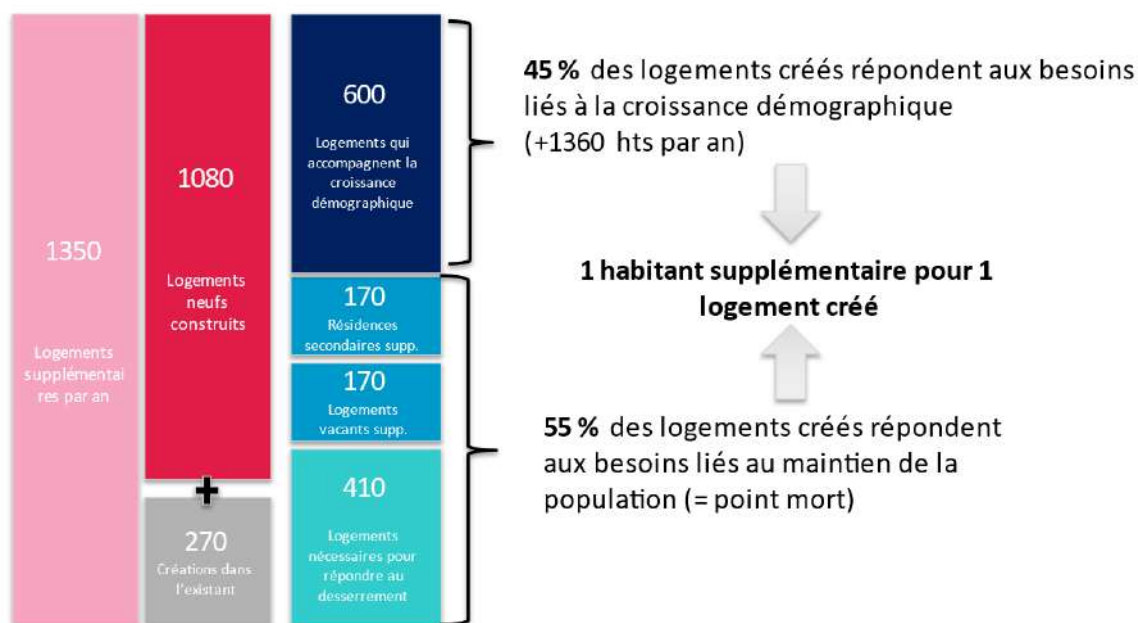 1350
Logements
supplémentai
res par an
1080
Logements
neufs
construits
+
270
Créations dans
l'existant
600
Logements qui
accompagnent la
croissance
démographique
170
Résidences
secondaires supp.
170
Logements
vacants supp.
410
Logements
nécessaires pour
répondre au
desserrement
45 % des logements créés répondent aux besoins
liés à la croissance démographique
(+1360 hts par an)
1 habitant supplémentaire pour 1
logement créé
55 % des logements créés répondent
aux besoins liés au maintien de la
population (= point mort)